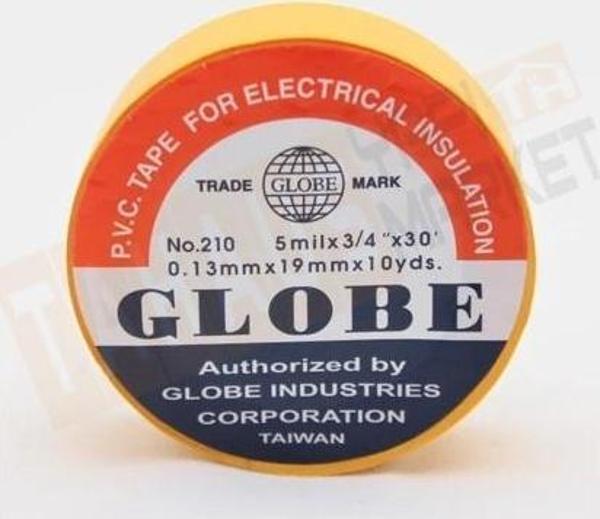 P.V.C. TAPE FOR ELECTRICAL INSULATION
TRADE GLOBE MARK
No.210 5milx3/4"x30'
0.13mmx19mmx10yds.
GLOBE
Authorized by
GLOBE INDUSTRIES
CORPORATION
TAIWAN
MARKET